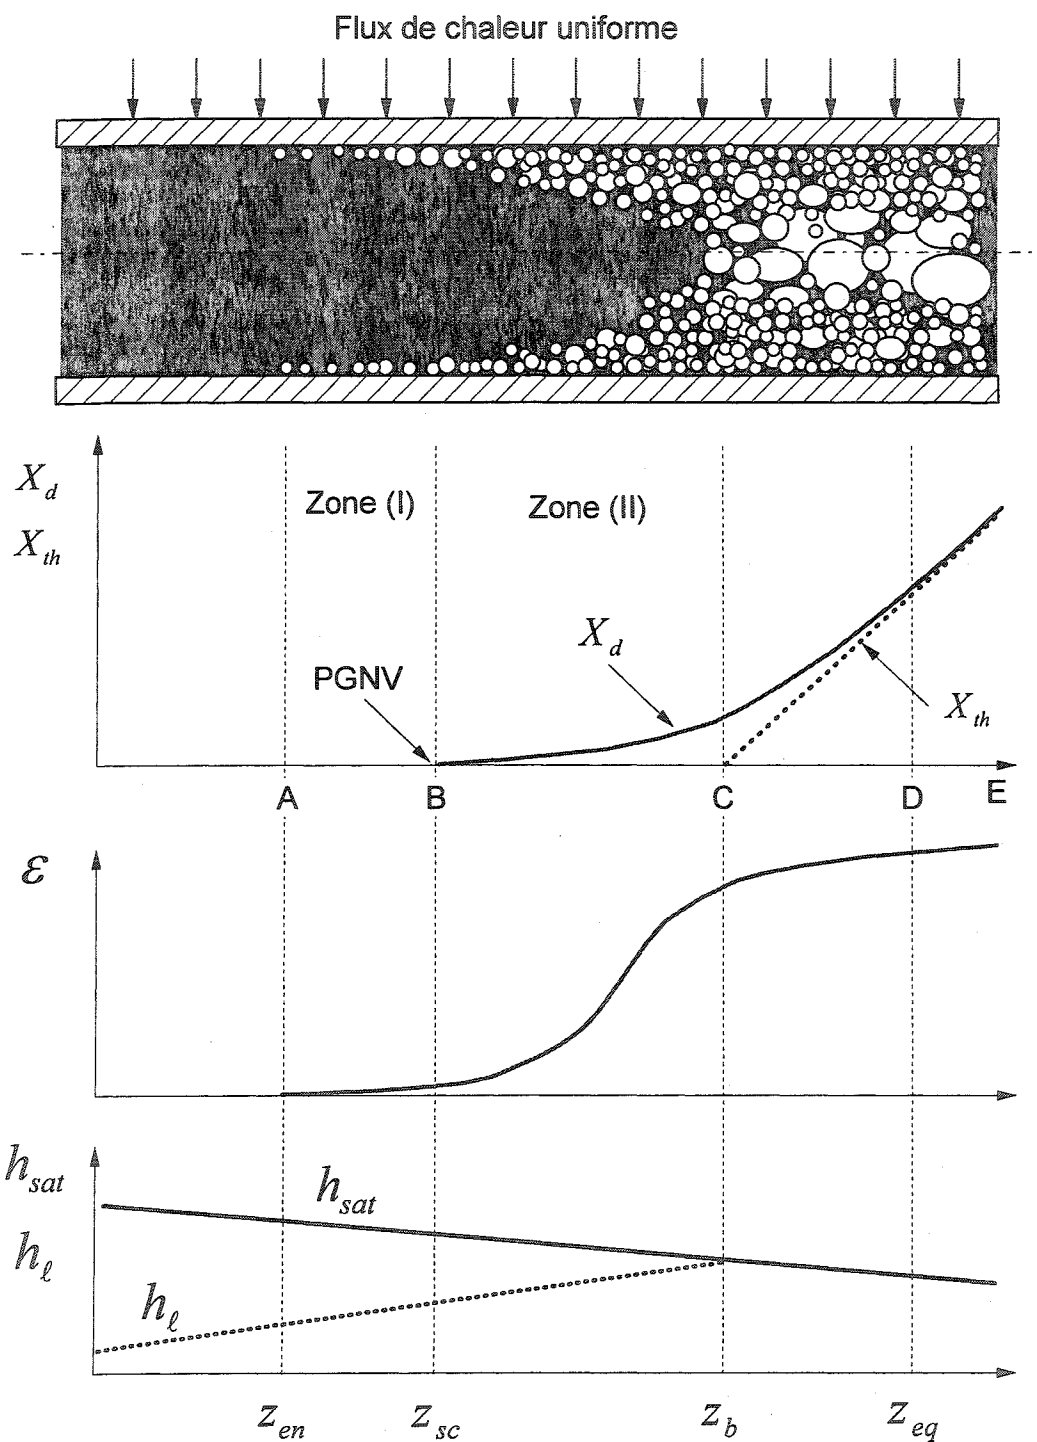 Flux de chaleur uniforme
X_d
X_th
Zone (I)
Zone (II)
X_d
PGNV
X_th
A B C D E
ε
h_sat
h_sat
h_ℓ
h_ℓ
z_en z_sc z_b z_eq